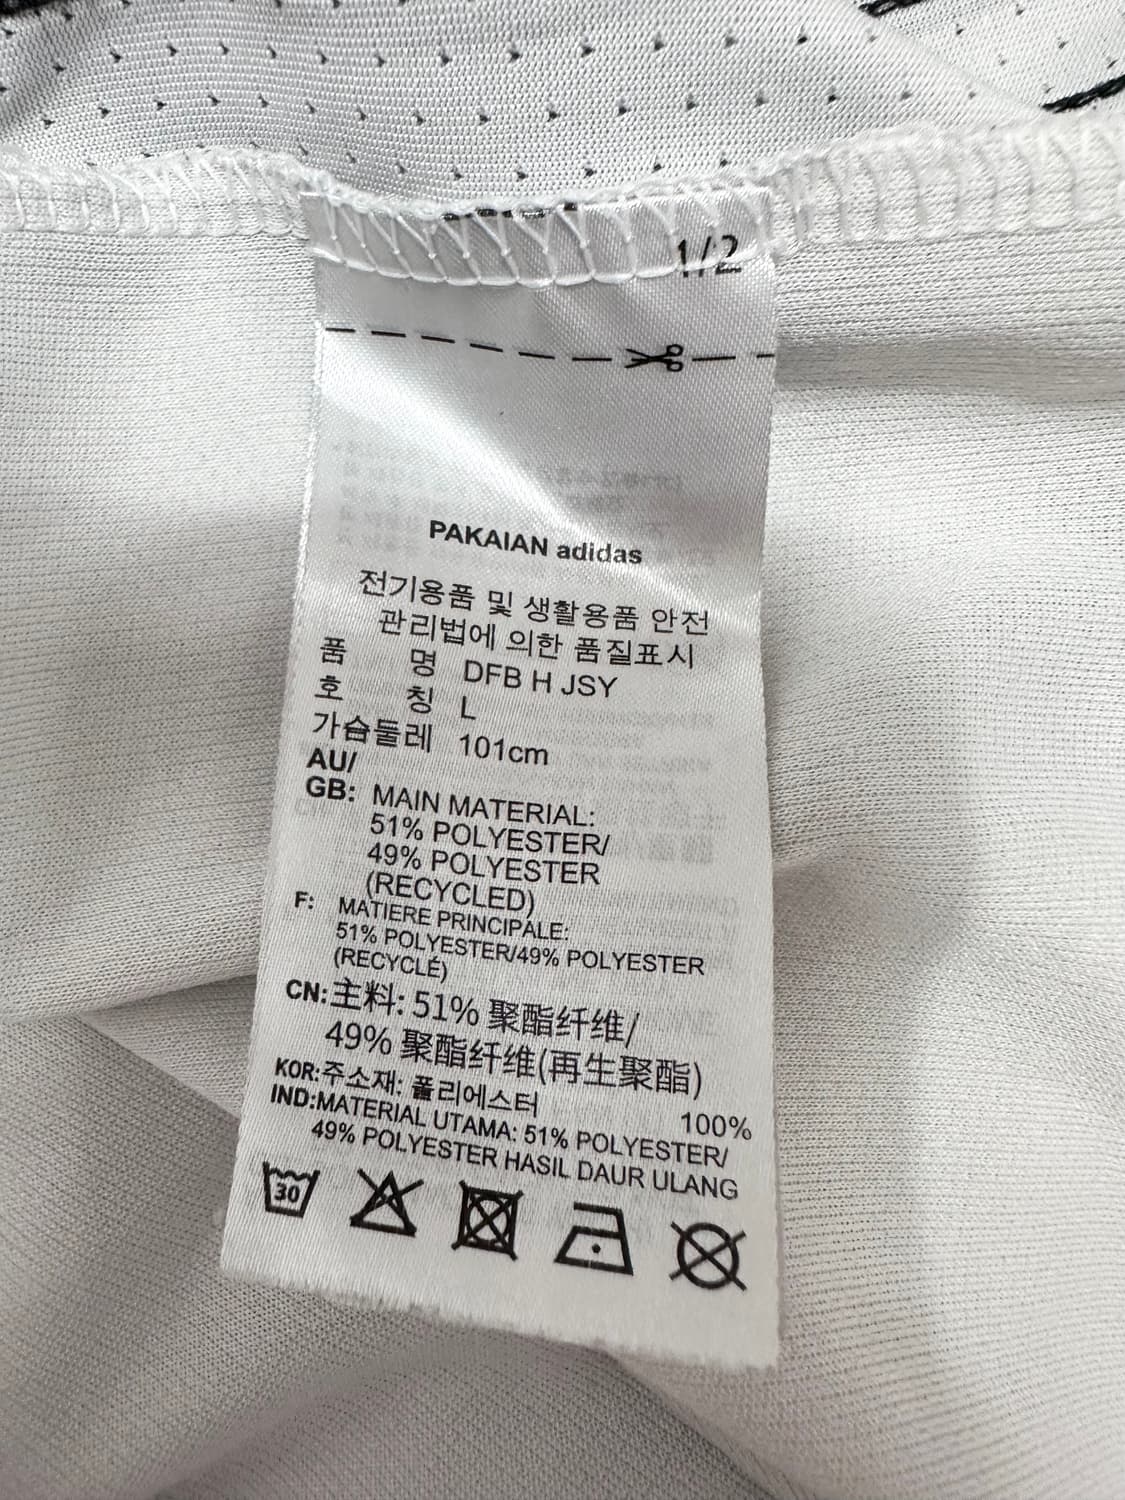 1/2
PAKAIAN adidas
전기용품 및 생활용품 안전
관리법에 의한 품질표시
품 명 DFB H JSY
호 칭 L
가슴둘레 101cm
AU/
GB: MAIN MATERIAL:
51% POLYESTER/
49% POLYESTER
(RECYCLED)
F: MATIERE PRINCIPALE:
51% POLYESTER/49% POLYESTER
(RECYCLÉ)
CN:主料: 51% 聚酯纤维/
49% 聚酯纤维(再生聚酯)
KOR:주소재: 폴리에스터 100%
IND:MATERIAL UTAMA: 51% POLYESTER/
49% POLYESTER HASIL DAUR ULANG
30